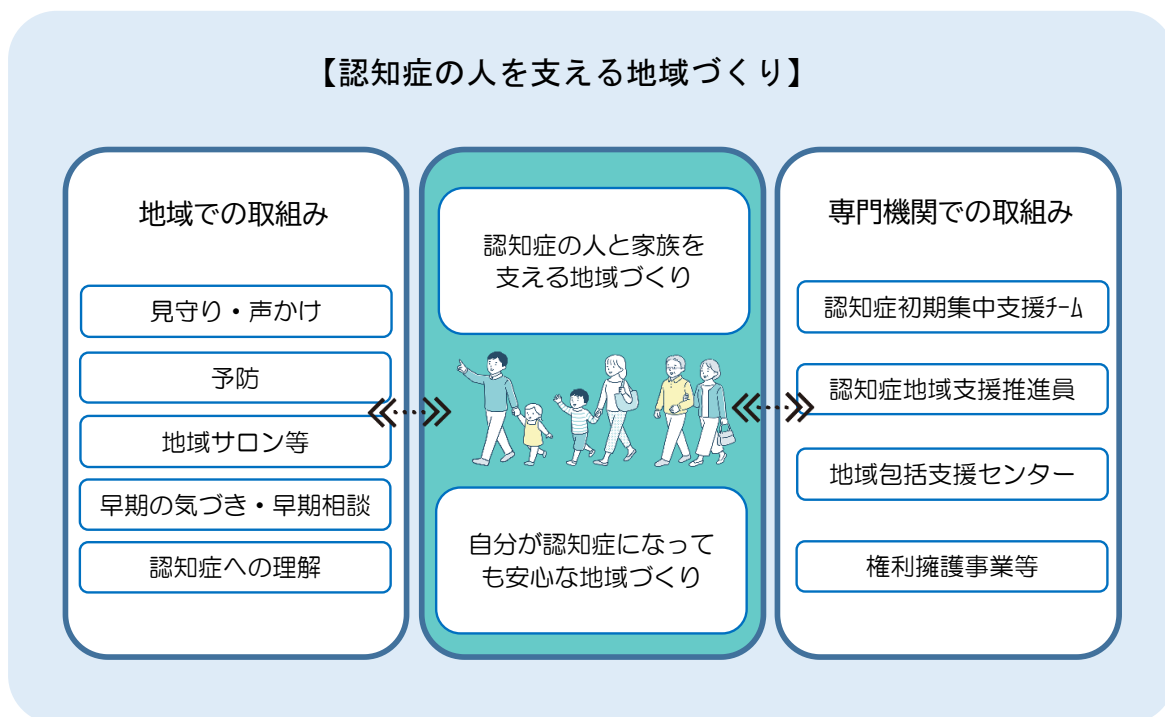 【認知症の人を支える地域づくり】
地域での取組み
見守り・声かけ
予防
地域サロン等
早期の気づき・早期相談
認知症への理解
認知症の人と家族を
支える地域づくり
自分が認知症になって
も安心な地域づくり
専門機関での取組み
認知症初期集中支援ﾁｰﾑ
認知症地域支援推進員
地域包括支援センター
権利擁護事業等